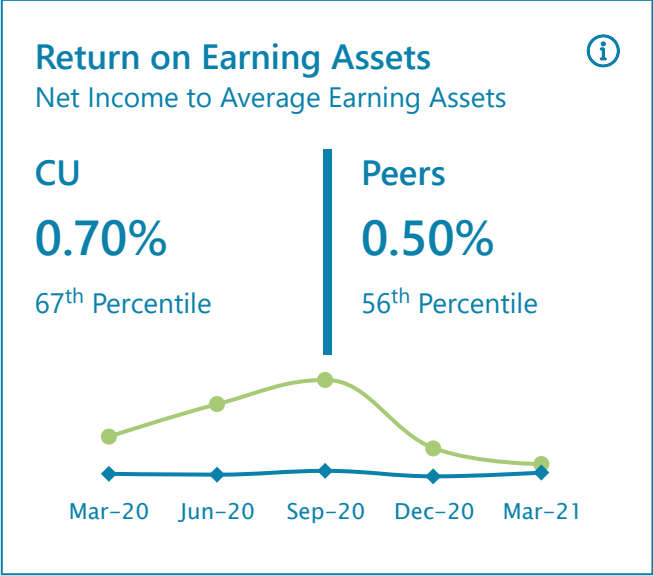 Return on Earning Assets
Net Income to Average Earning Assets
CU
0.70%
67th Percentile
Peers
0.50%
56th Percentile
Mar-20 Jun-20 Sep-20 Dec-20 Mar-21